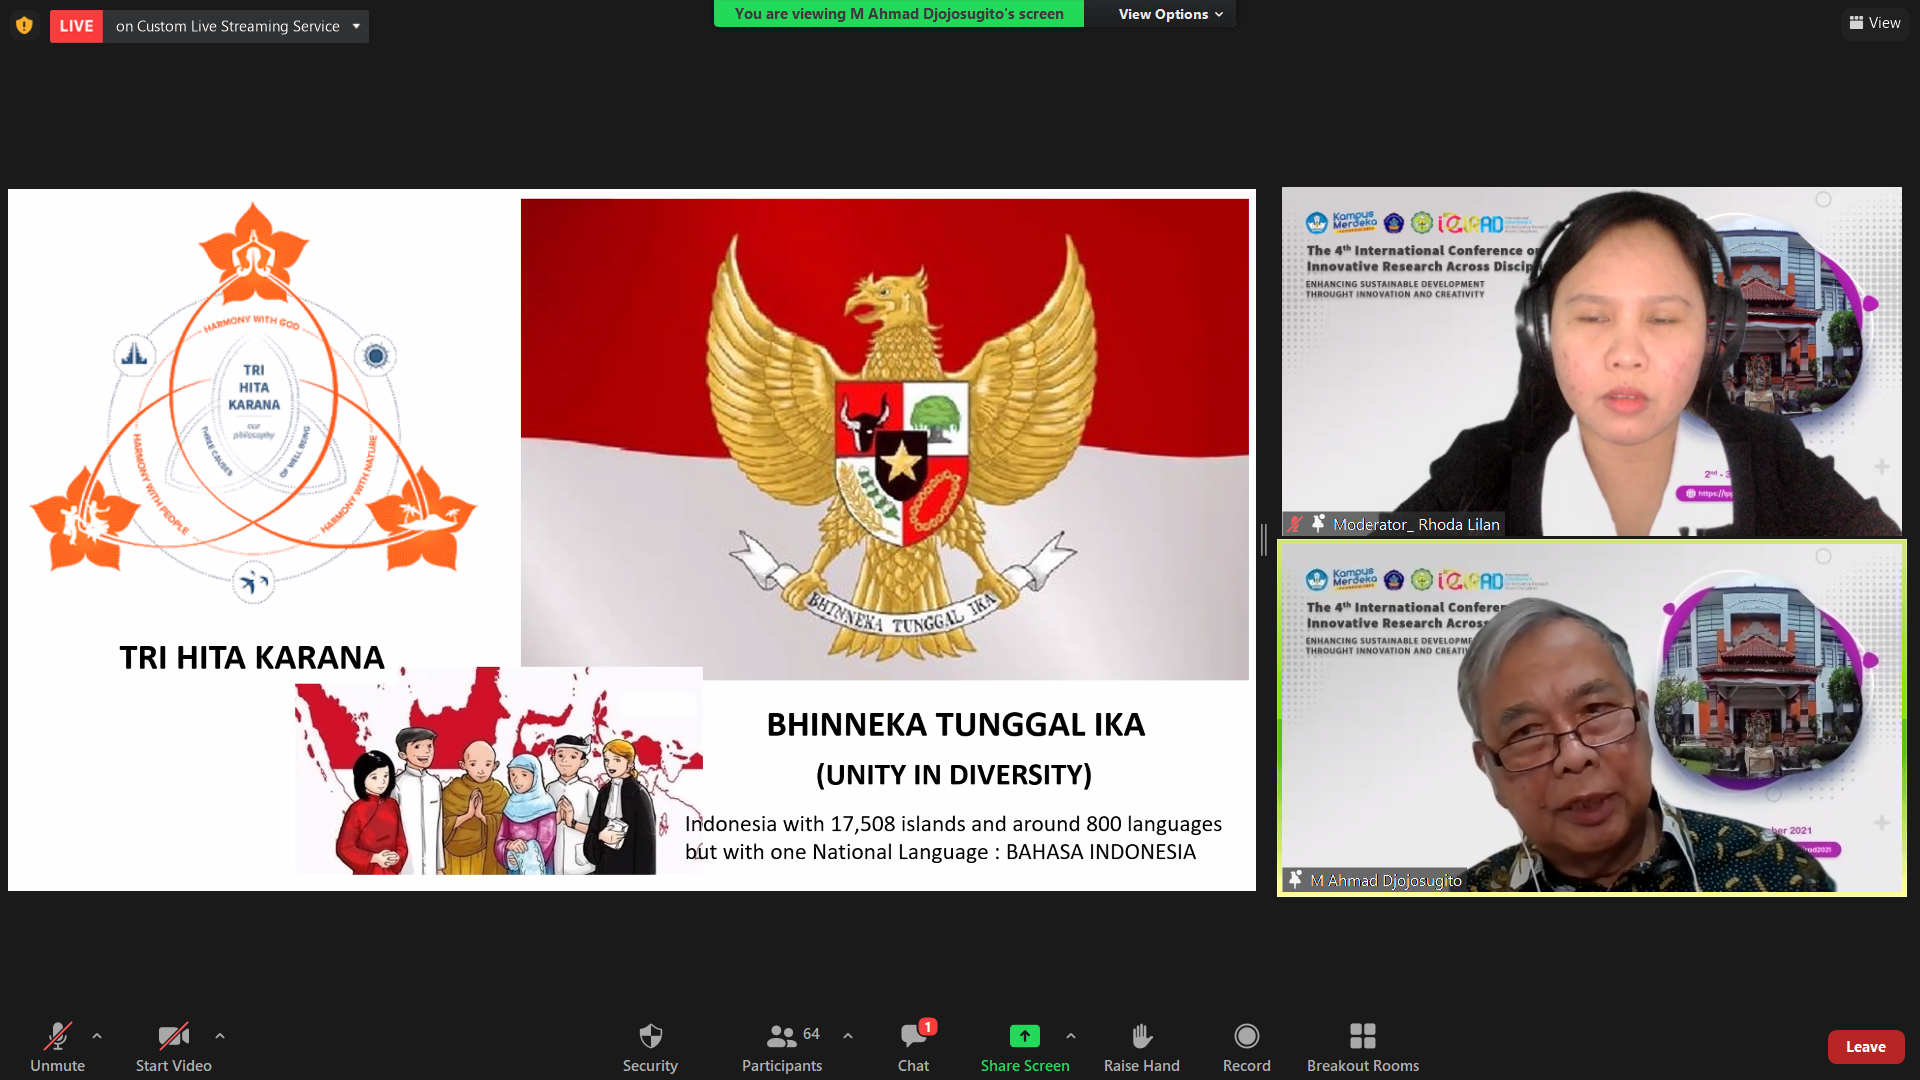 LIVE on Custom Live Streaming Service
You are viewing M Ahmad Djojosugito's screen
View Options
View
HARMONY WITH GOD
TRI
HITA
KARANA
our
philosophy
THREE CAUSES
OF WELL BEING
HARMONY WITH PEOPLE
HARMONY WITH NATURE
TRI HITA KARANA
BHINNEKA TUNGGAL IKA
BHINNEKA TUNGGAL IKA
(UNITY IN DIVERSITY)
Indonesia with 17,508 islands and around 800 languages
but with one National Language : BAHASA INDONESIA
Kampus
Merdeka
The 4th International Conference
Innovative Research Across
ENHANCING SUSTAINABLE DEVELOPMENT
THROUGHT INNOVATION AND CREATIVITY
2nd - 3
Moderator_ Rhoda Lilan
Kampus
Merdeka
The 4th International
Innovative Research Across
ENHANCING SUSTAINABLE
THROUGHT INNOVATION AND
2021
M Ahmad Djojosugito
Unmute
Start Video
Security
64
Participants
1
Chat
Share Screen
Raise Hand
Record
Breakout Rooms
Leave